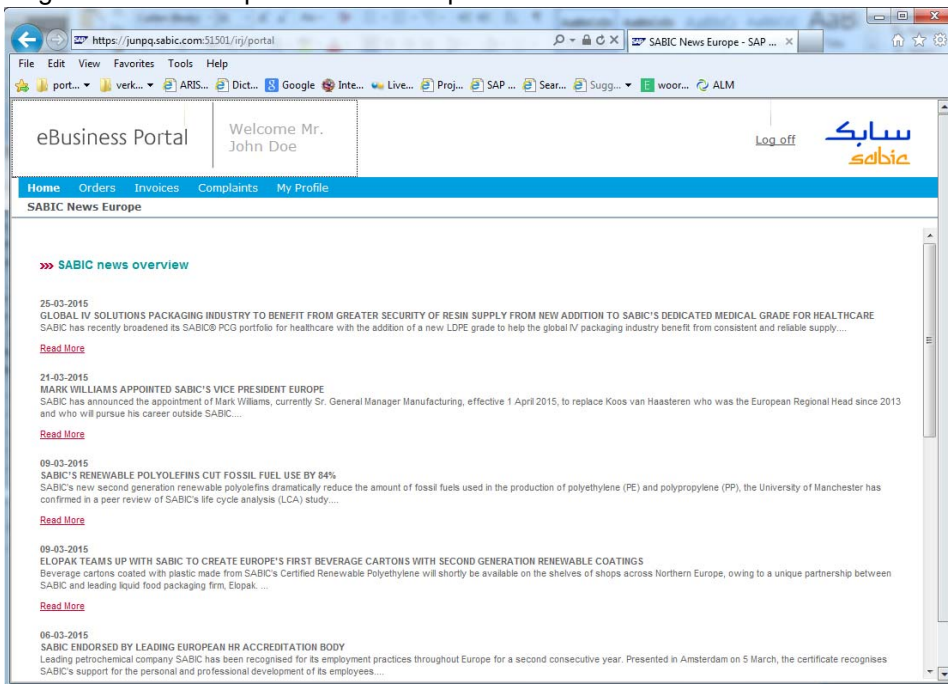 https://junpq.sabic.com:51501/irj/portal
SABIC News Europe - SAP ...
File Edit View Favorites Tools Help
port... verk... ARIS... Dict... Google Inte... Live... Proj... SAP ... Sear... Sugg... woor... ALM
eBusiness Portal
Welcome Mr.
John Doe
Log off
سابك
sabic
Home Orders Invoices Complaints My Profile
SABIC News Europe
SABIC news overview
25-03-2015
GLOBAL IV SOLUTIONS PACKAGING INDUSTRY TO BENEFIT FROM GREATER SECURITY OF RESIN SUPPLY FROM NEW ADDITION TO SABIC'S DEDICATED MEDICAL GRADE FOR HEALTHCARE
SABIC has recently broadened its SABIC® PCG portfolio for healthcare with the addition of a new LDPE grade to help the global IV packaging industry benefit from consistent and reliable supply....
Read More
21-03-2015
MARK WILLIAMS APPOINTED SABIC'S VICE PRESIDENT EUROPE
SABIC has announced the appointment of Mark Williams, currently Sr. General Manager Manufacturing, effective 1 April 2015, to replace Koos van Haasteren who was the European Regional Head since 2013
and who will pursue his career outside SABIC....
Read More
09-03-2015
SABIC'S RENEWABLE POLYOLEFINS CUT FOSSIL FUEL USE BY 84%
SABIC's new second generation renewable polyolefins dramatically reduce the amount of fossil fuels used in the production of polyethylene (PE) and polypropylene (PP), the University of Manchester has
confirmed in a peer review of SABIC's life cycle analysis (LCA) study....
Read More
09-03-2015
ELOPAK TEAMS UP WITH SABIC TO CREATE EUROPE'S FIRST BEVERAGE CARTONS WITH SECOND GENERATION RENEWABLE COATINGS
Beverage cartons coated with plastic made from SABIC's Certified Renewable Polyethylene will shortly be available on the shelves of shops across Northern Europe, owing to a unique partnership between
SABIC and leading liquid food packaging firm, Elopak. ...
Read More
06-03-2015
SABIC ENDORSED BY LEADING EUROPEAN HR ACCREDITATION BODY
Leading petrochemical company SABIC has been recognised for its employment practices throughout Europe for a second consecutive year. Presented in Amsterdam on 5 March, the certificate recognises
SABIC's support for the personal and professional development of its employees....